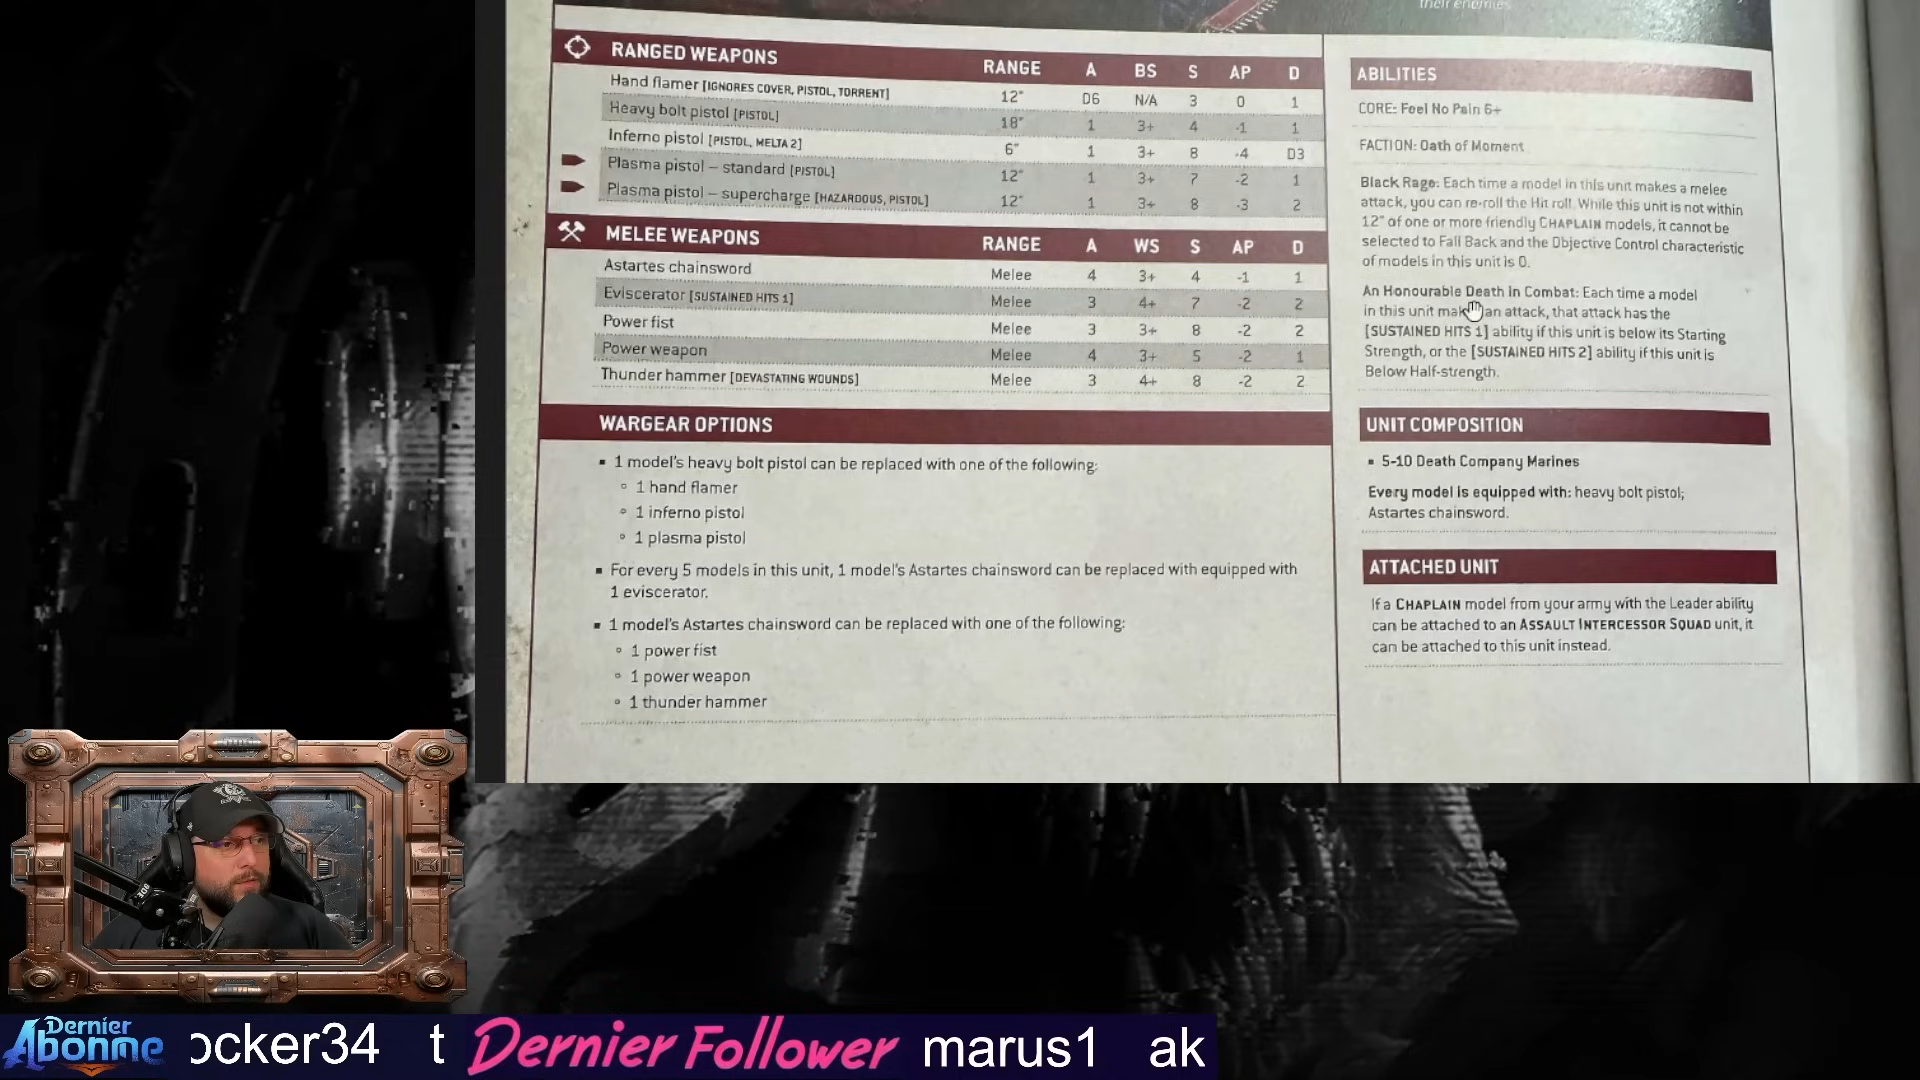 their enemies
RANGED WEAPONS RANGE A BS S AP D
Hand flamer [IGNORES COVER, PISTOL, TORRENT] 12" D6 N/A 3 0 1
Heavy bolt pistol [PISTOL] 18" 1 3+ 4 -1 1
Inferno pistol [PISTOL, MELTA 2] 6" 1 3+ 8 -4 D3
Plasma pistol – standard [PISTOL] 12" 1 3+ 7 -2 1
Plasma pistol – supercharge [HAZARDOUS, PISTOL] 12" 1 3+ 8 -3 2
MELEE WEAPONS RANGE A WS S AP D
Astartes chainsword Melee 4 3+ 4 -1 1
Eviscerator [SUSTAINED HITS 1] Melee 3 4+ 7 -2 2
Power fist Melee 3 3+ 8 -2 2
Power weapon Melee 4 3+ 5 -2 1
Thunder hammer [DEVASTATING WOUNDS] Melee 3 4+ 8 -2 2
WARGEAR OPTIONS
▪ 1 model's heavy bolt pistol can be replaced with one of the following:
◦ 1 hand flamer
◦ 1 inferno pistol
◦ 1 plasma pistol
▪ For every 5 models in this unit, 1 model's Astartes chainsword can be replaced with equipped with
1 eviscerator.
▪ 1 model's Astartes chainsword can be replaced with one of the following:
◦ 1 power fist
◦ 1 power weapon
◦ 1 thunder hammer
ABILITIES
CORE: Feel No Pain 6+
FACTION: Oath of Moment
Black Rage: Each time a model in this unit makes a melee
attack, you can re-roll the Hit roll. While this unit is not within
12" of one or more friendly CHAPLAIN models, it cannot be
selected to Fall Back and the Objective Control characteristic
of models in this unit is 0.
An Honourable Death in Combat: Each time a model
in this unit mak an attack, that attack has the
[SUSTAINED HITS 1] ability if this unit is below its Starting
Strength, or the [SUSTAINED HITS 2] ability if this unit is
Below Half-strength.
UNIT COMPOSITION
▪ 5-10 Death Company Marines
Every model is equipped with: heavy bolt pistol;
Astartes chainsword.
ATTACHED UNIT
If a CHAPLAIN model from your army with the Leader ability
can be attached to an ASSAULT INTERCESSOR SQUAD unit, it
can be attached to this unit instead.
Dernier
Abonné
ocker34 t
Dernier Follower
marus1 ak